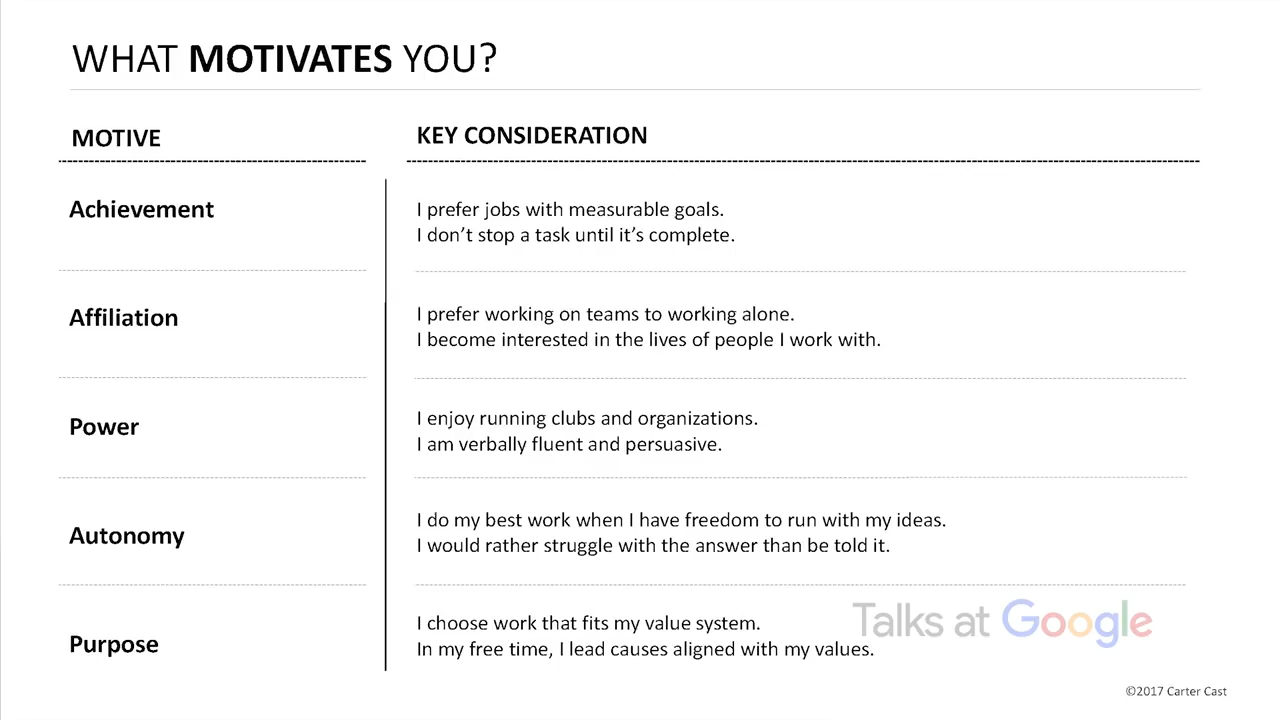 WHAT MOTIVATES YOU?
MOTIVE
KEY CONSIDERATION
Achievement
I prefer jobs with measurable goals.
I don't stop a task until it's complete.
Affiliation
I prefer working on teams to working alone.
I become interested in the lives of people I work with.
Power
I enjoy running clubs and organizations.
I am verbally fluent and persuasive.
Autonomy
I do my best work when I have freedom to run with my ideas.
I would rather struggle with the answer than be told it.
Purpose
I choose work that fits my value system.
In my free time, I lead causes aligned with my values.
Talks at Google
©2017 Carter Cast